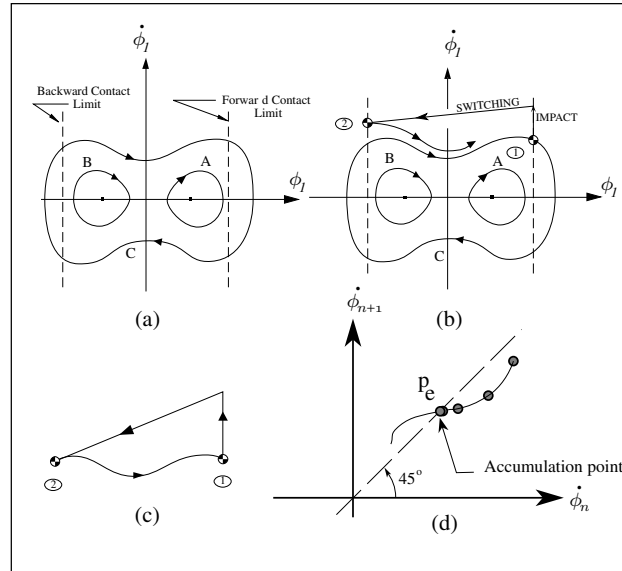 ϕ̇₁
ϕ̇₁
Backward Contact
Limit
Forwar d Contact
Limit
B
A
C
ϕ₁
(a)
SWITCHING
IMPACT
2
1
B
A
C
ϕ₁
(b)
2
1
(c)
ϕ̇ₙ₊₁
pₑ
45°
Accumulation point
ϕ̇ₙ
(d)